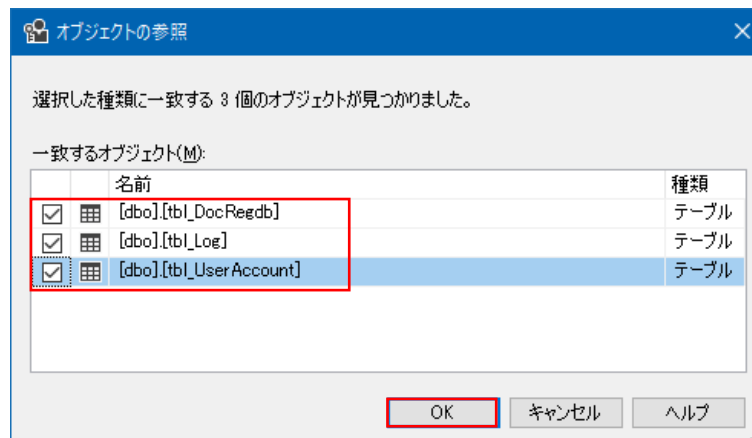 オブジェクトの参照
選択した種類に一致する 3 個のオブジェクトが見つかりました。
一致するオブジェクト(M):
名前 種類
[dbo].[tbl_DocRegdb] テーブル
[dbo].[tbl_Log] テーブル
[dbo].[tbl_UserAccount] テーブル
OK キャンセル ヘルプ